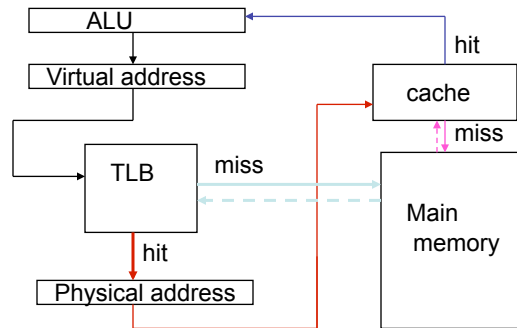 ALU
hit
Virtual address
cache
miss
TLB
miss
Main
memory
hit
Physical address